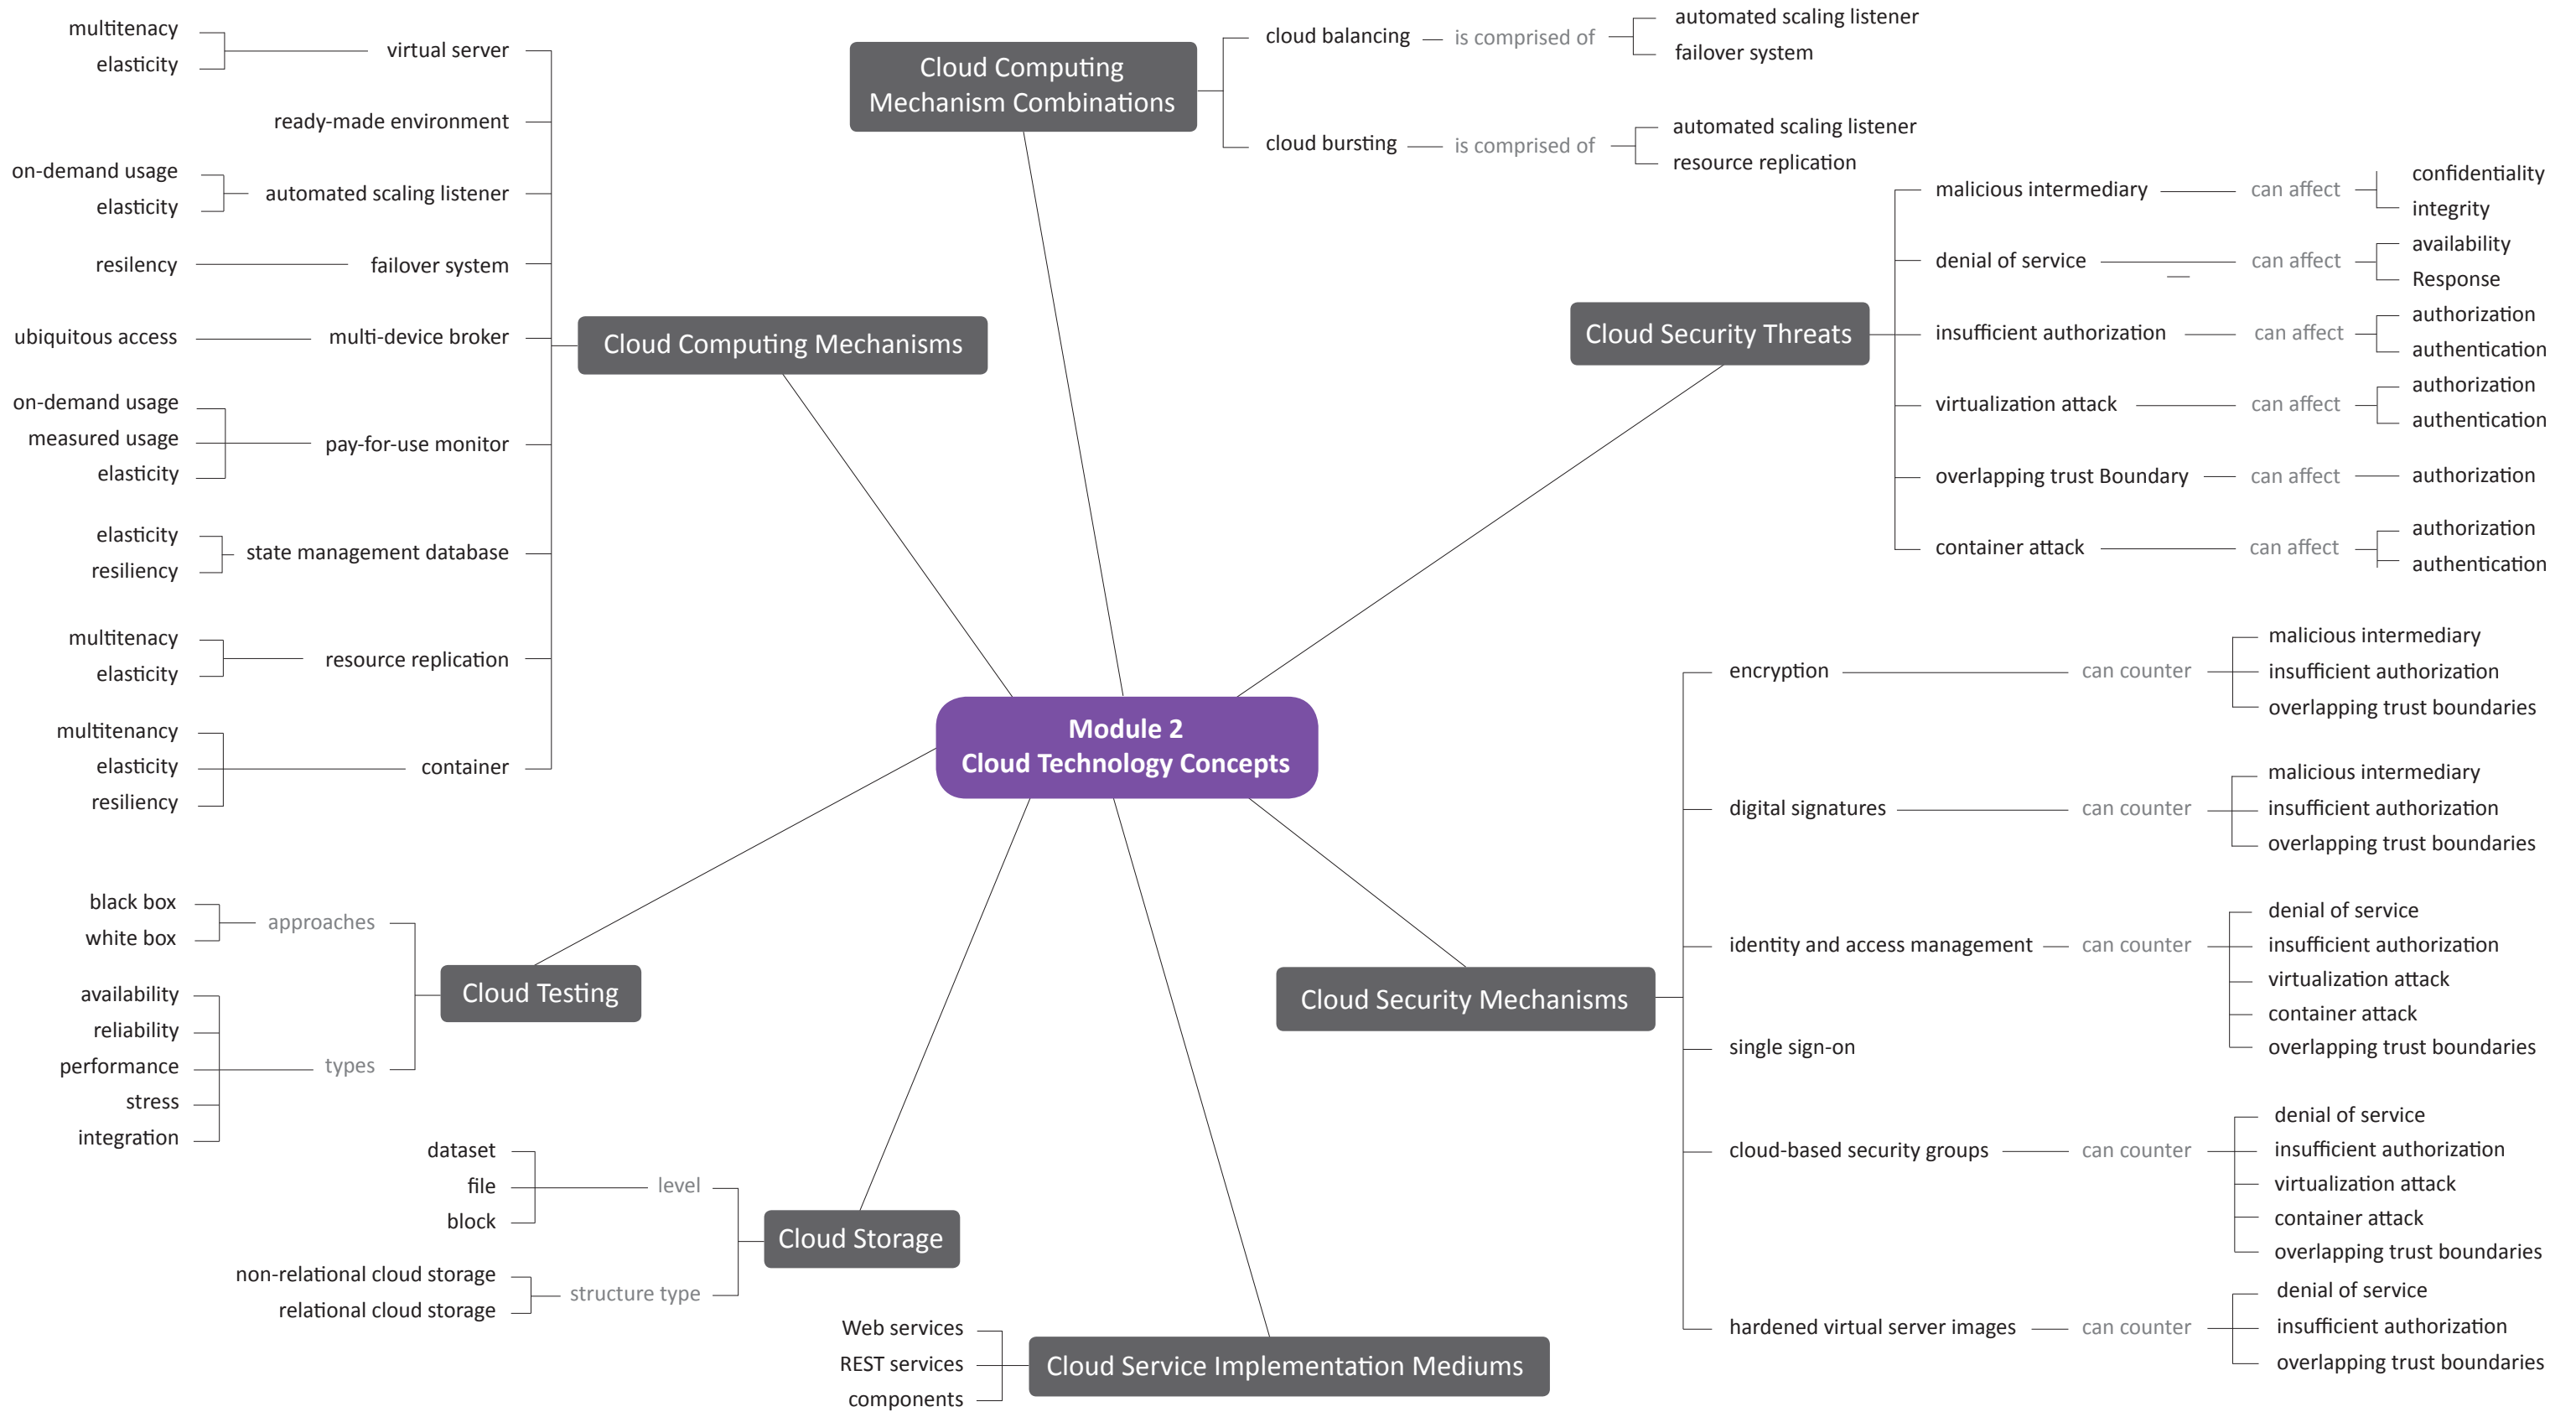 multitenacy
elasticity
virtual server
ready-made environment
on-demand usage
elasticity
automated scaling listener
resilency
failover system
ubiquitous access
multi-device broker
on-demand usage
measured usage
elasticity
pay-for-use monitor
elasticity
resiliency
state management database
multitenacy
elasticity
resource replication
multitenancy
elasticity
resiliency
container
Cloud Computing Mechanisms
Cloud Computing
Mechanism Combinations
cloud balancing
is comprised of
automated scaling listener
failover system
cloud bursting
is comprised of
automated scaling listener
resource replication
Cloud Security Threats
malicious intermediary
can affect
confidentiality
integrity
denial of service
can affect
availability
Response
insufficient authorization
can affect
authorization
authentication
virtualization attack
can affect
authorization
authentication
overlapping trust Boundary
can affect
authorization
container attack
can affect
authorization
authentication
Module 2
Cloud Technology Concepts
Cloud Security Mechanisms
encryption
can counter
malicious intermediary
insufficient authorization
overlapping trust boundaries
digital signatures
can counter
malicious intermediary
insufficient authorization
overlapping trust boundaries
identity and access management
can counter
denial of service
insufficient authorization
virtualization attack
container attack
overlapping trust boundaries
single sign-on
cloud-based security groups
can counter
denial of service
insufficient authorization
virtualization attack
container attack
overlapping trust boundaries
hardened virtual server images
can counter
denial of service
insufficient authorization
overlapping trust boundaries
black box
white box
approaches
availability
reliability
performance
stress
integration
types
Cloud Testing
dataset
file
block
level
non-relational cloud storage
relational cloud storage
structure type
Cloud Storage
Web services
REST services
components
Cloud Service Implementation Mediums